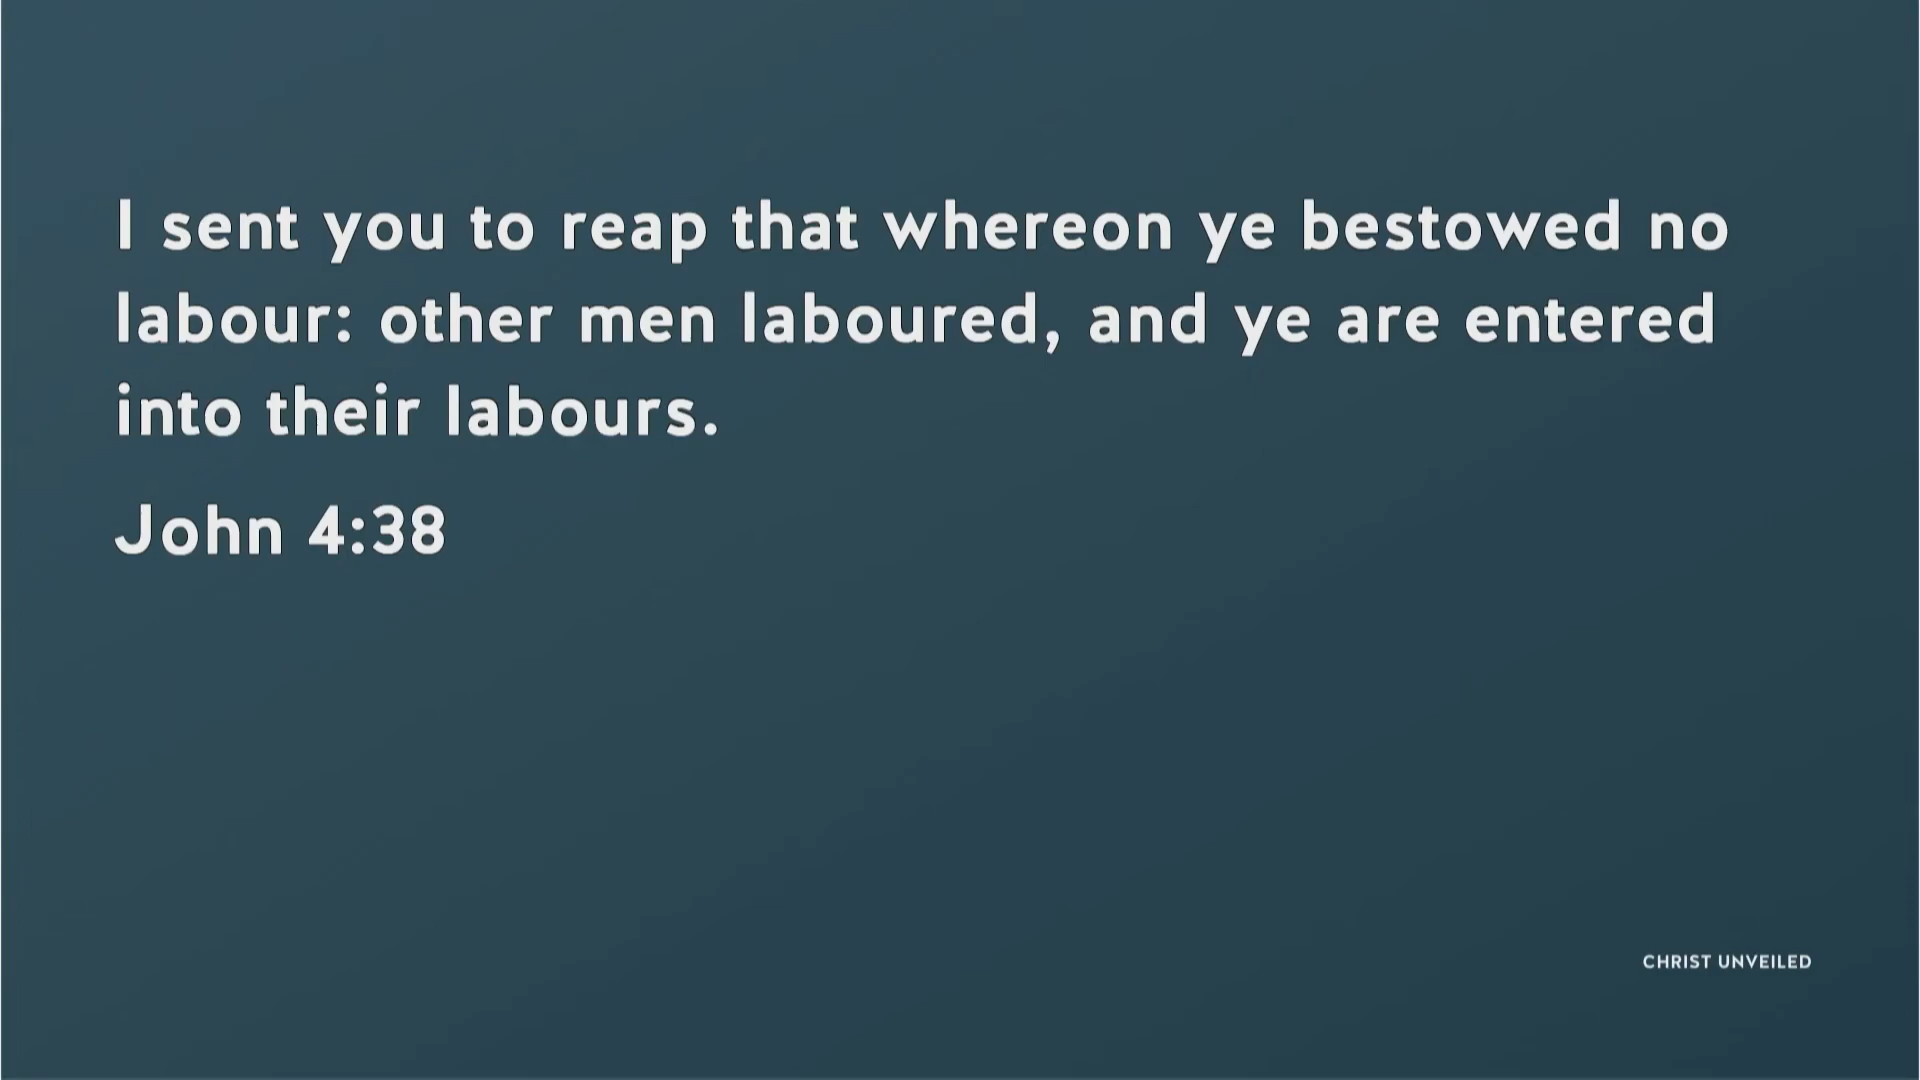 I sent you to reap that whereon ye bestowed no
labour: other men laboured, and ye are entered
into their labours.
John 4:38
CHRIST UNVEILED